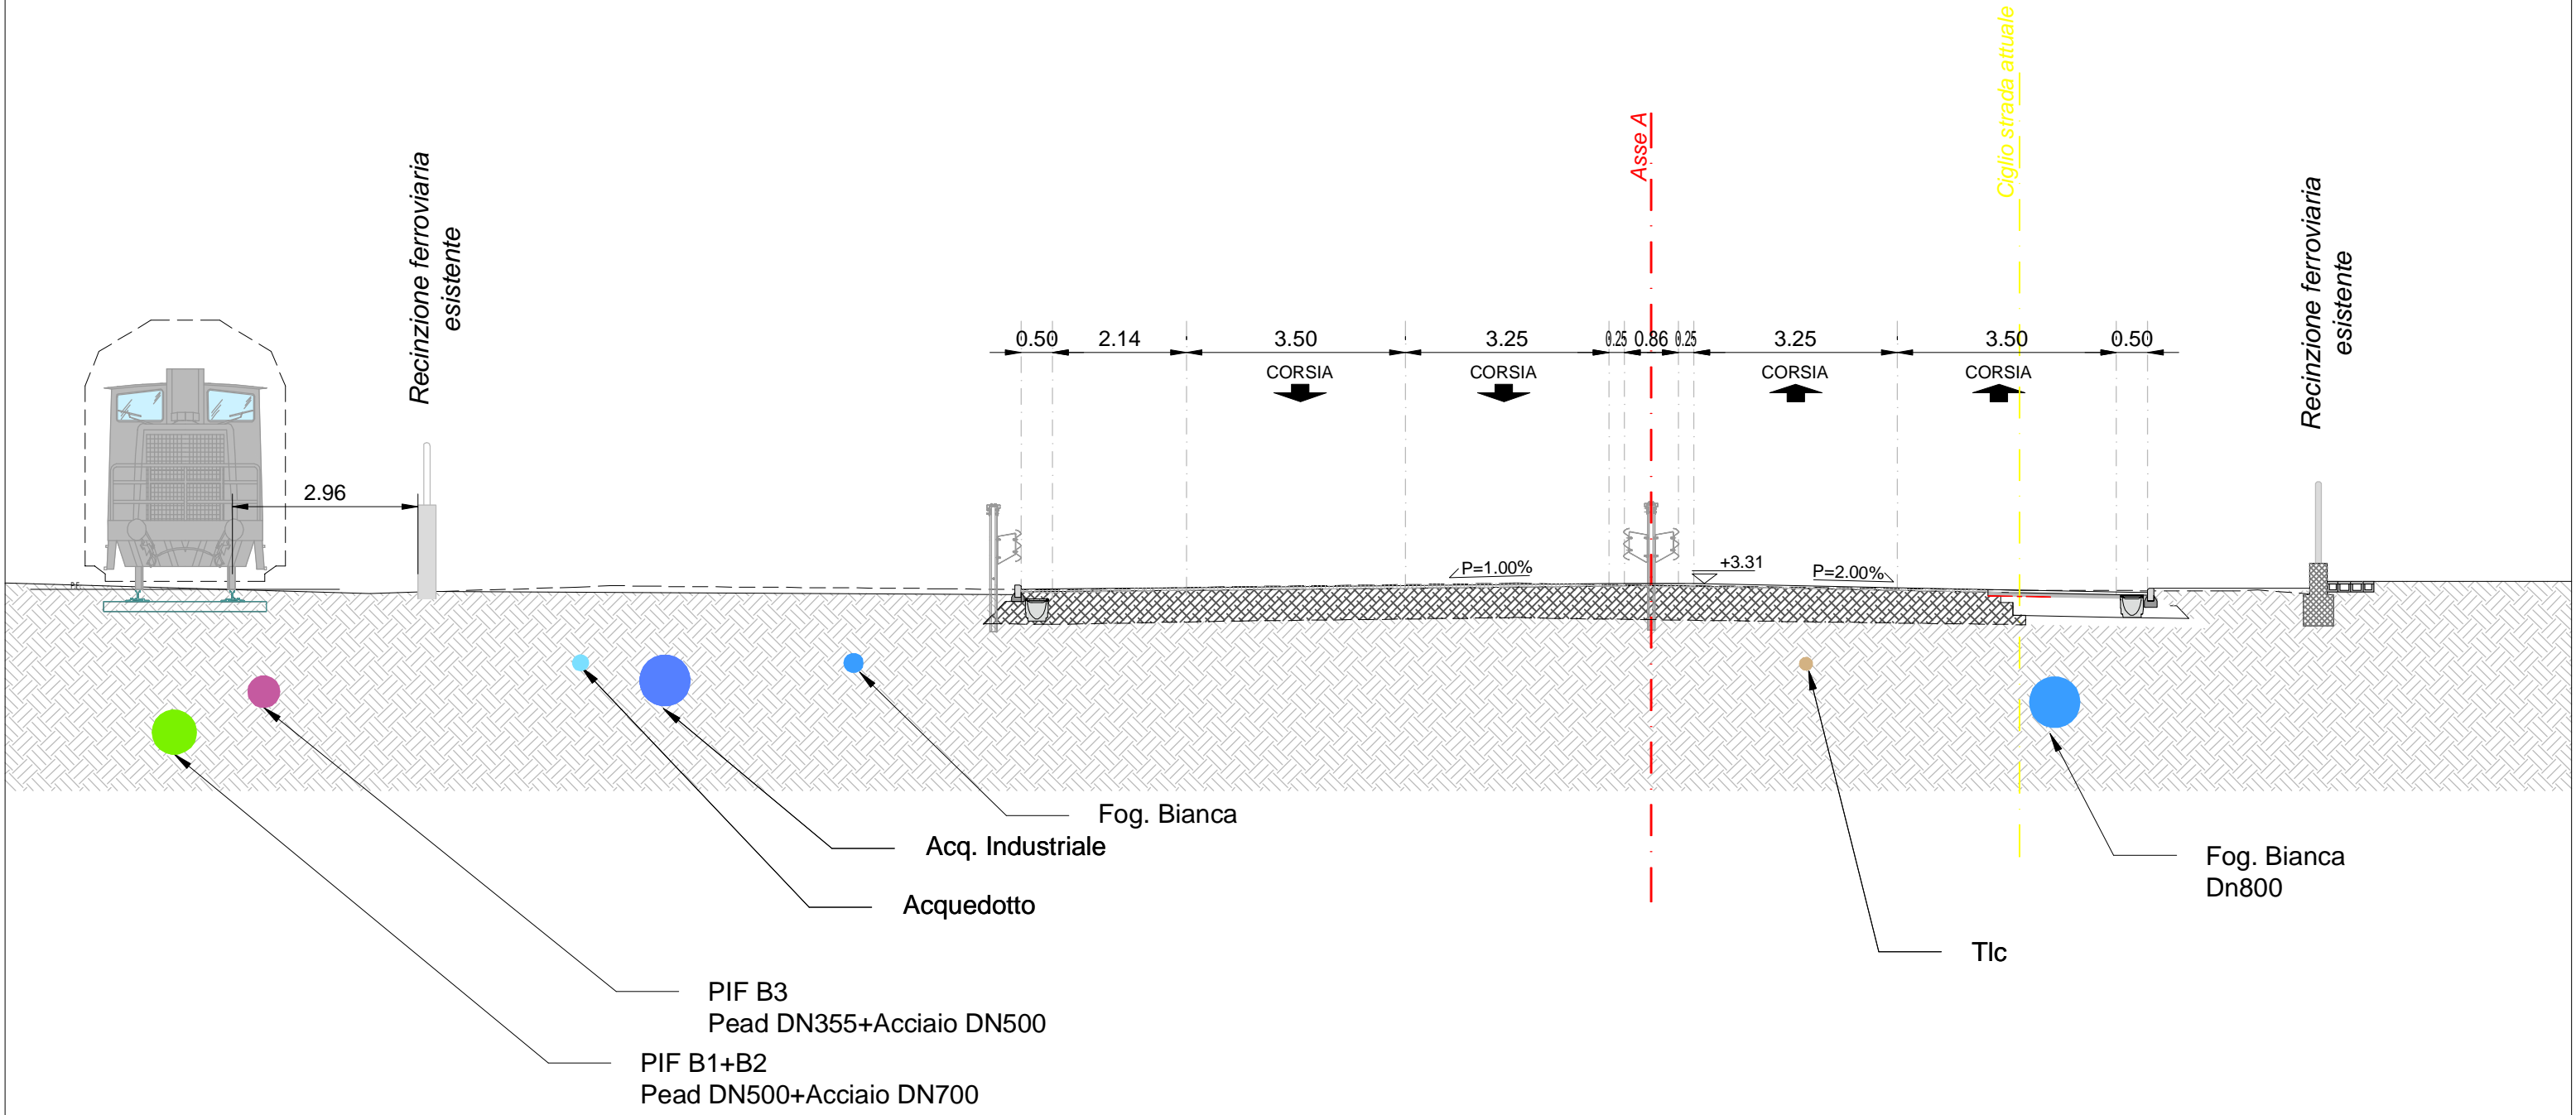 Ciglio strada attuale
Asse A
Recinzione ferroviaria
esistente
Recinzione ferroviaria
esistente
0.50 2.14 3.50 3.25 0.25 0.86 0.25 3.25 3.50 0.50
CORSIA CORSIA CORSIA CORSIA
2.96
P=1.00% +3.31 P=2.00%
P.F.
Fog. Bianca
Acq. Industriale
Acquedotto
Fog. Bianca
Dn800
Tlc
PIF B3
Pead DN355+Acciaio DN500
PIF B1+B2
Pead DN500+Acciaio DN700